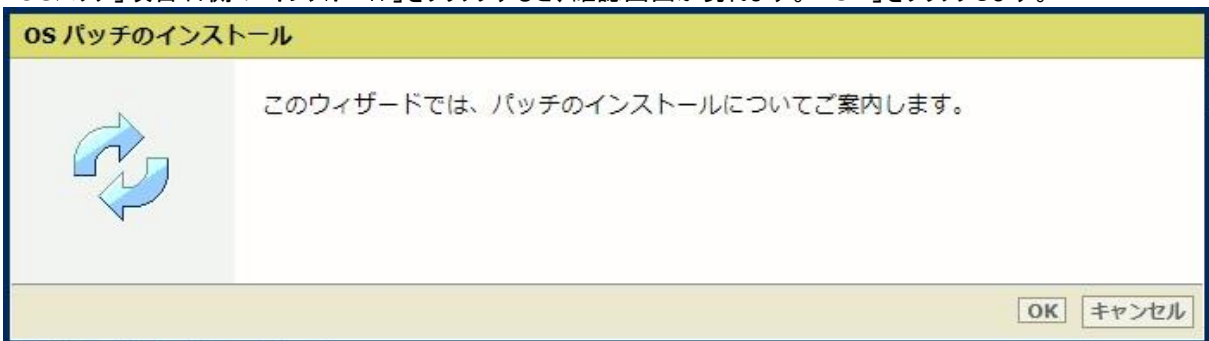 OS パッチのインストール
このウィザードでは、パッチのインストールについてご案内します。
OK キャンセル